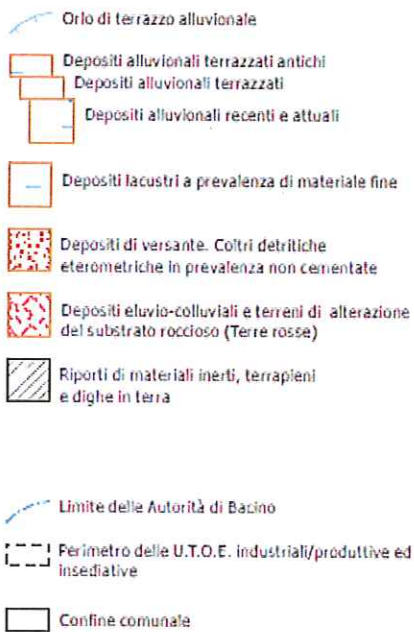 Orlo di terrazzo alluvionale
Depositi alluvionali terrazzati antichi
Depositi alluvionali terrazzati
Depositi alluvionali recenti e attuali
Depositi lacustri a prevalenza di materiale fine
Depositi di versante. Coltri detritiche
eterometriche in prevalenza non cementate
Depositi eluvio-colluviali e terreni di alterazione
del substrato roccioso (Terre rosse)
Riporti di materiali inerti, terrapieni
e dighe in terra
Limite delle Autorità di Bacino
Perimetro delle U.T.O.E. industriali/produttive ed
insediative
Confine comunale